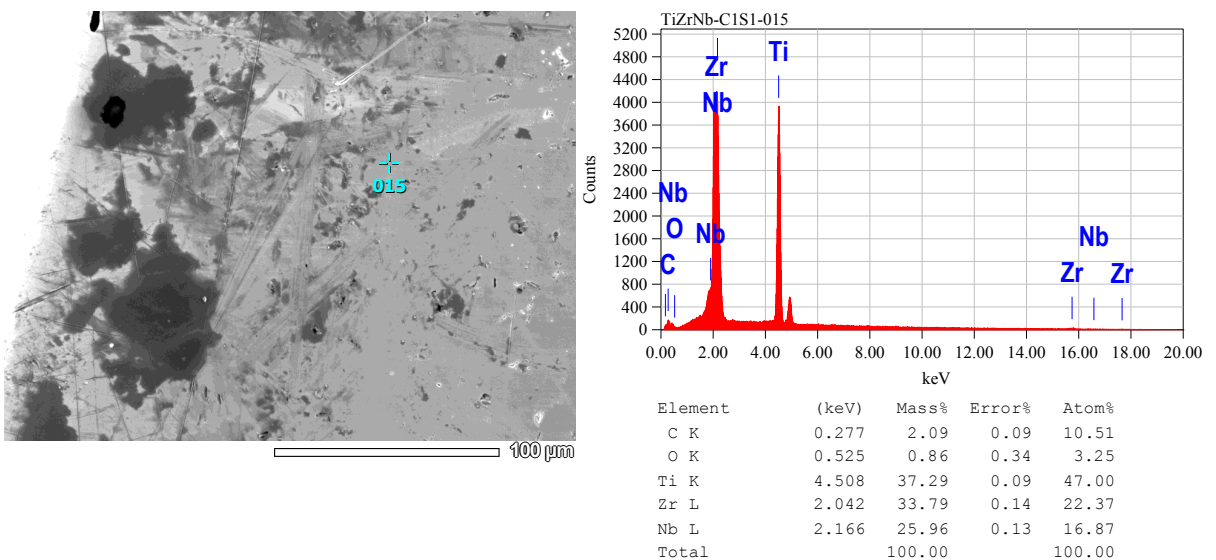 015
100 µm
TiZrNb-C1S1-015
5200
4800
4400
4000
3600
3200
2800
2400
2000
1600
1200
800
400
0
Counts
Zr
Ti
Nb
Nb
O
Nb
C
Nb
Zr
Zr
0.00 2.00 4.00 6.00 8.00 10.00 12.00 14.00 16.00 18.00 20.00
keV
Element (keV) Mass% Error% Atom%
C K 0.277 2.09 0.09 10.51
O K 0.525 0.86 0.34 3.25
Ti K 4.508 37.29 0.09 47.00
Zr L 2.042 33.79 0.14 22.37
Nb L 2.166 25.96 0.13 16.87
Total 100.00 100.00